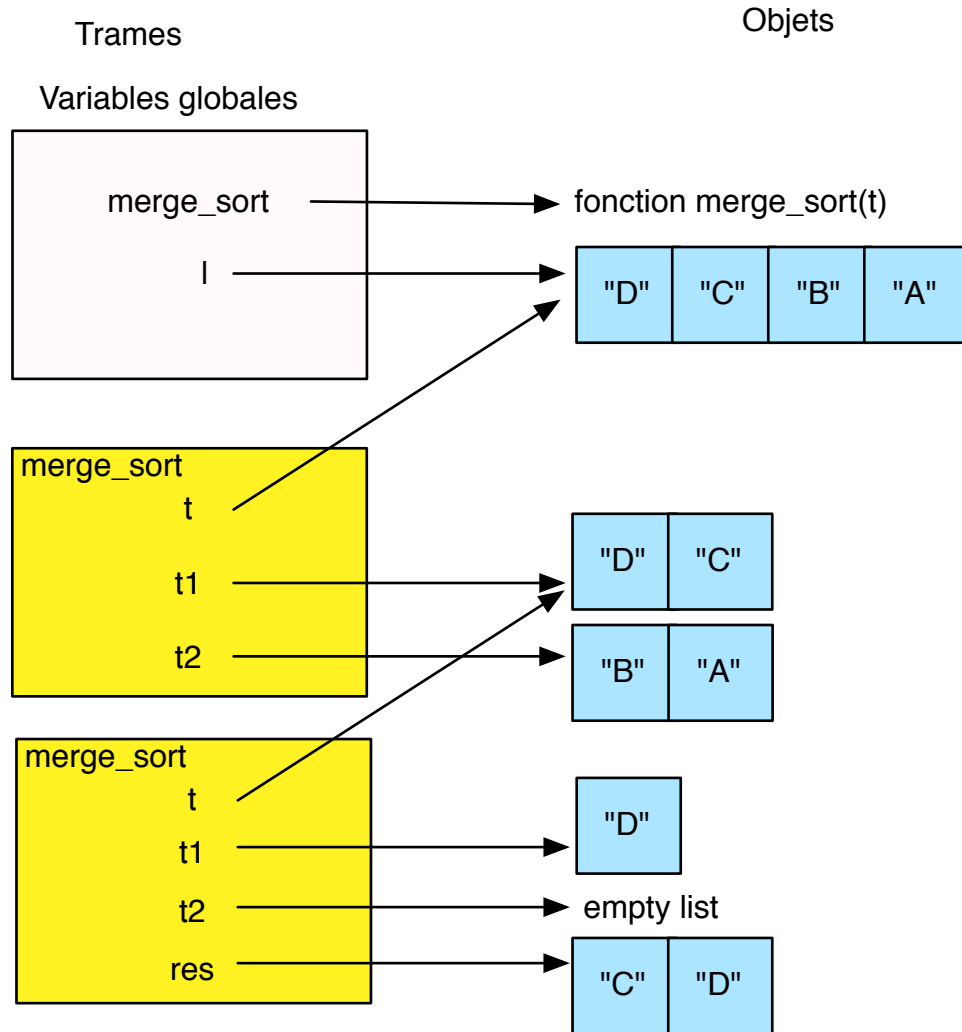 Trames
Objets
Variables globales
merge_sort
fonction merge_sort(t)
l
"D" "C" "B" "A"
merge_sort
t
t1
"D" "C"
t2
"B" "A"
merge_sort
t
"D"
t1
t2
empty list
res
"C" "D"